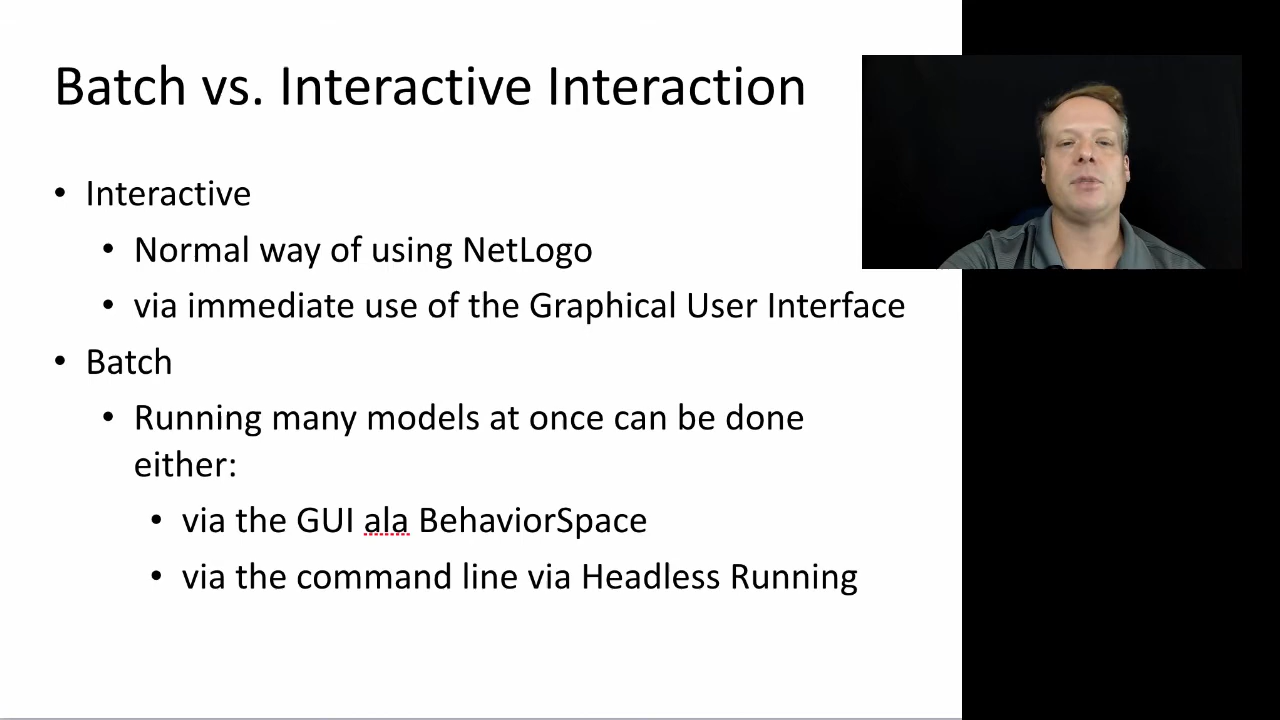 Batch vs. Interactive Interaction
• Interactive
• Normal way of using NetLogo
• via immediate use of the Graphical User Interface
• Batch
• Running many models at once can be done
either:
• via the GUI ala BehaviorSpace
• via the command line via Headless Running